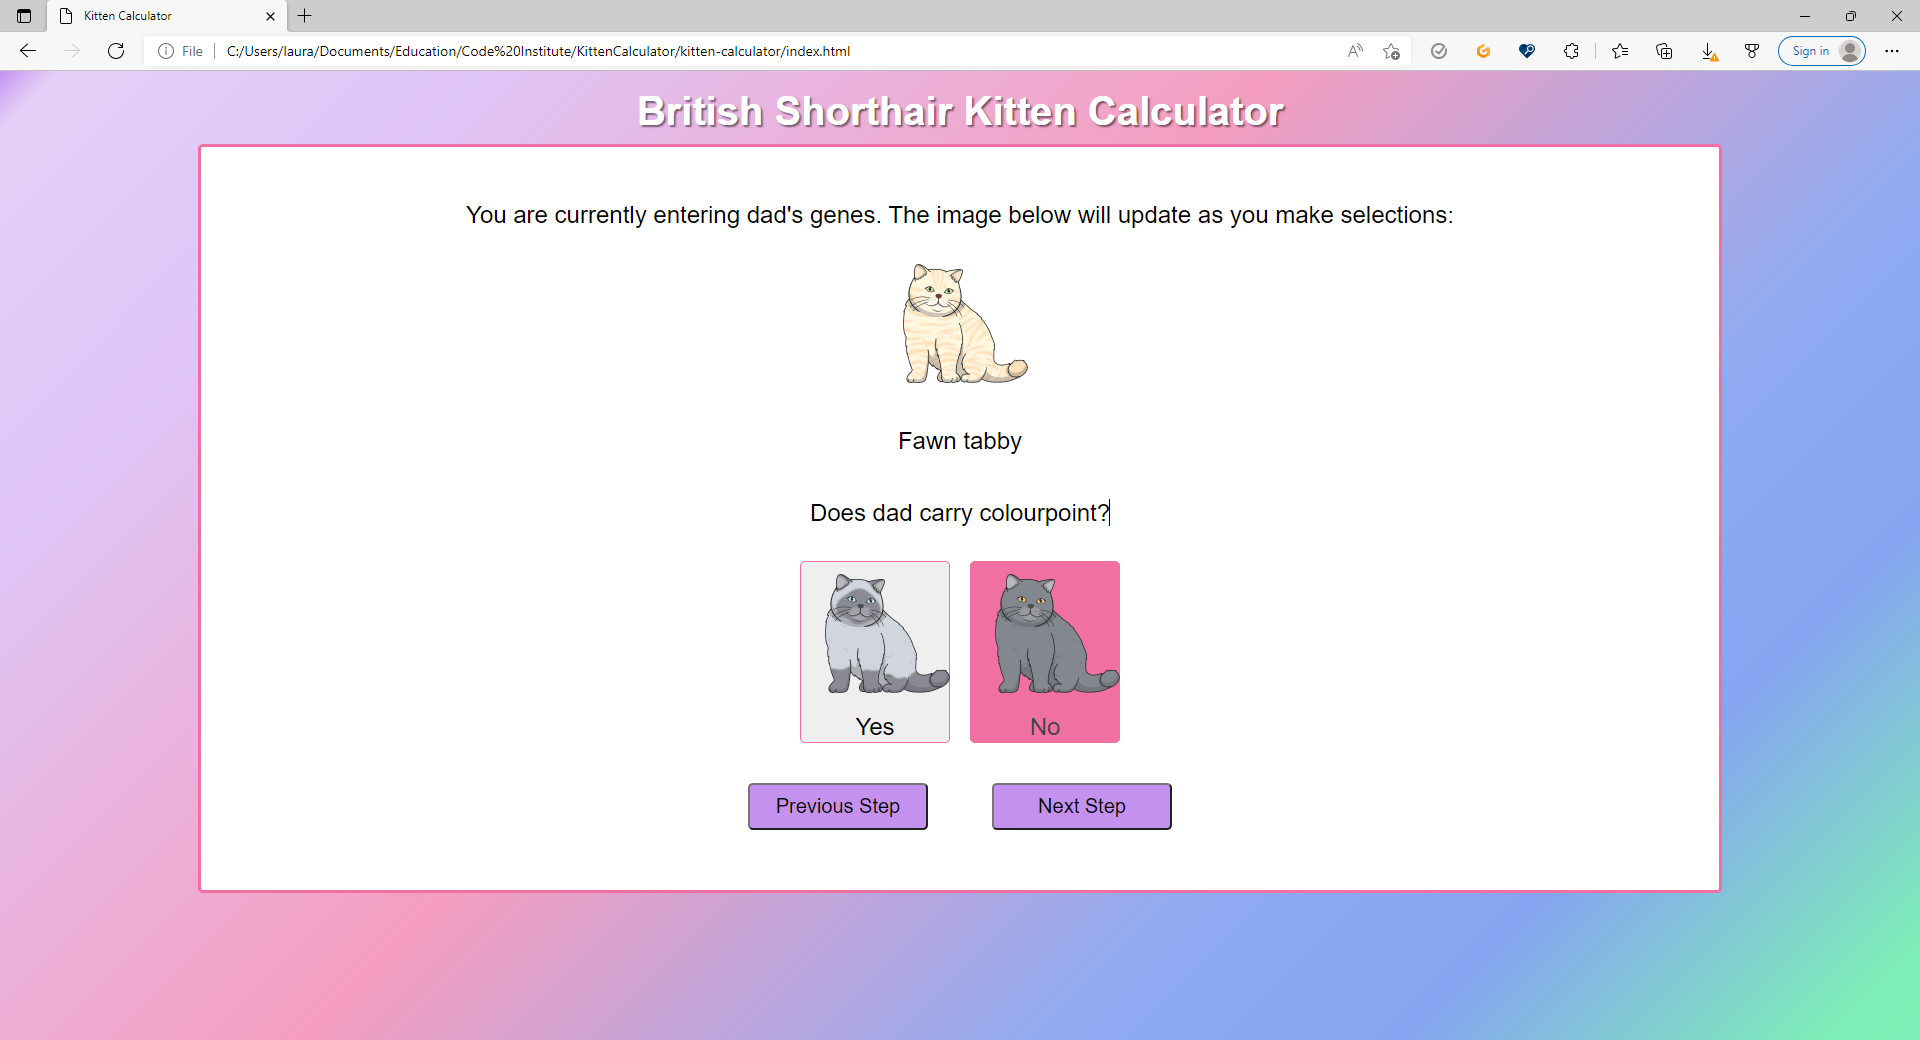 Kitten Calculator
File
C:/Users/laura/Documents/Education/Code%20Institute/KittenCalculator/kitten-calculator/index.html
Sign in
British Shorthair Kitten Calculator
You are currently entering dad's genes. The image below will update as you make selections:
Fawn tabby
Does dad carry colourpoint?
Yes No
Previous Step Next Step